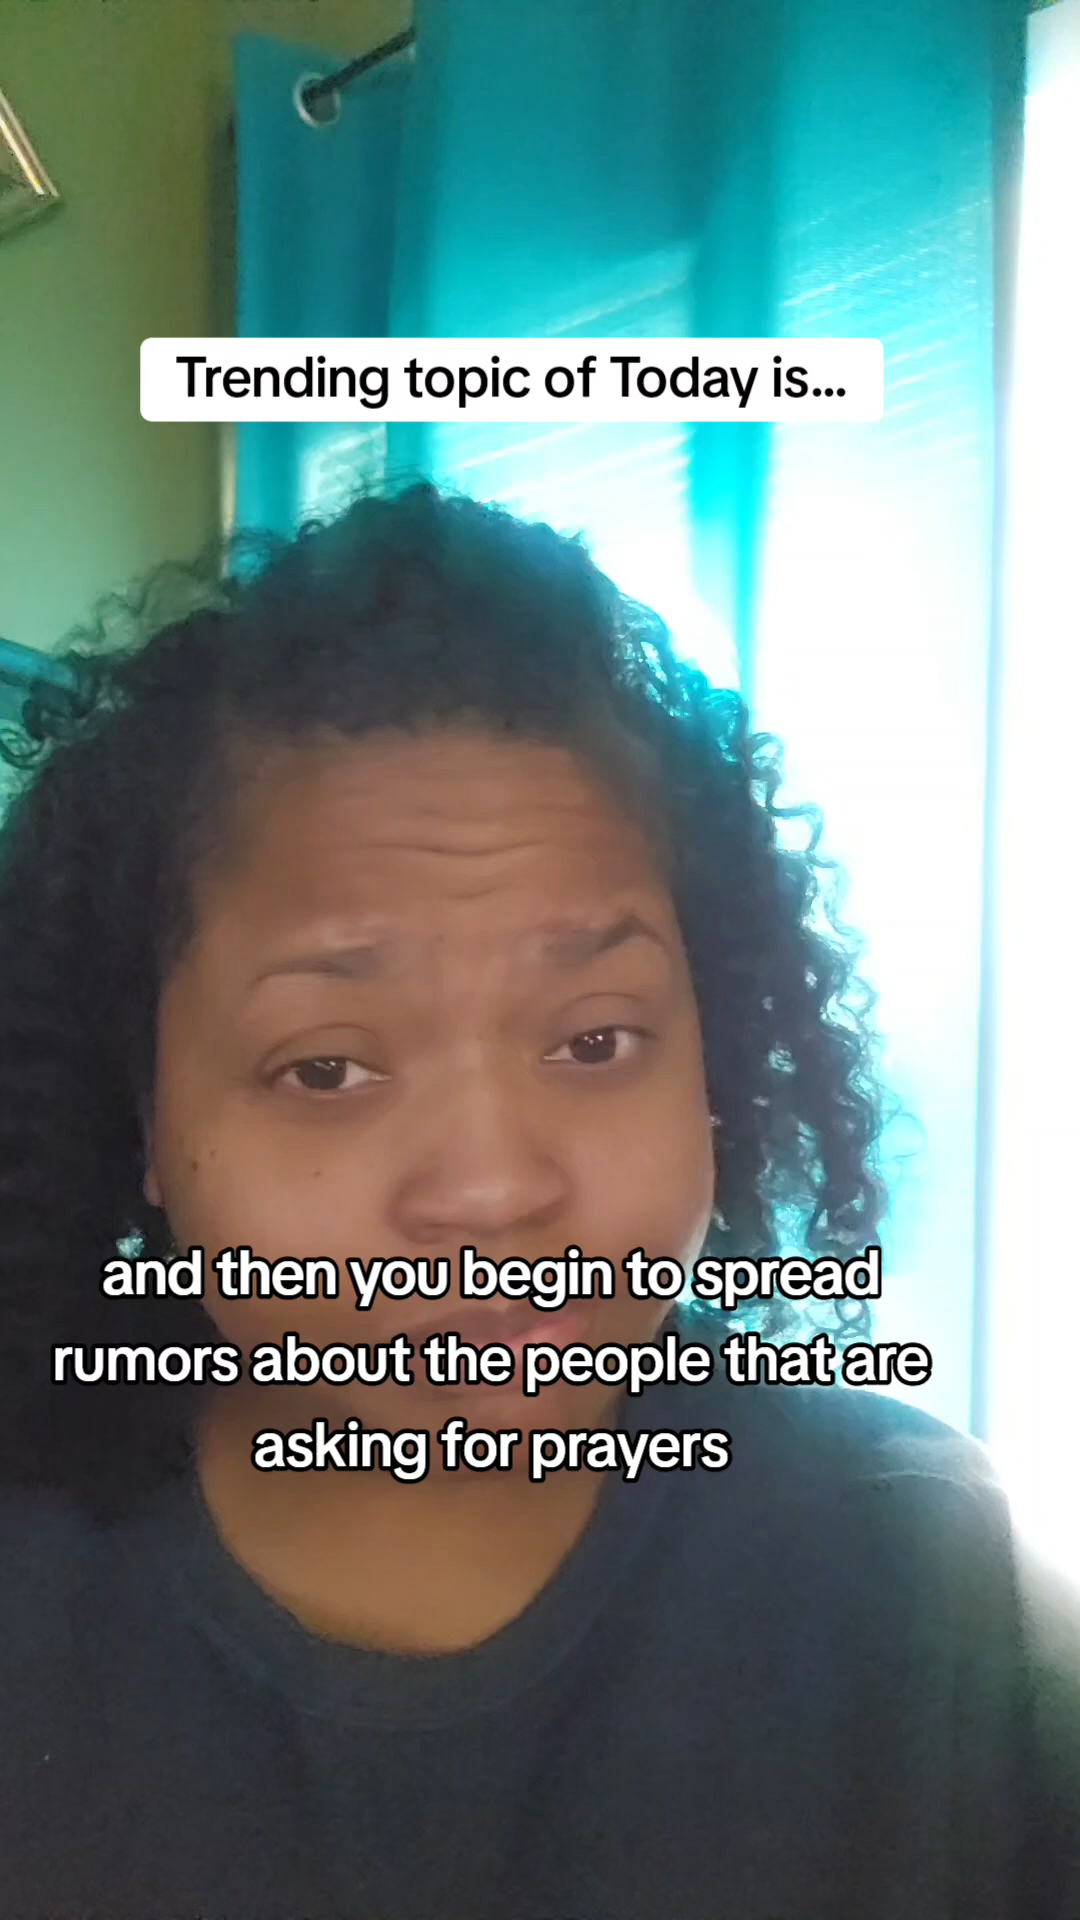 Trending topic of Today is...
and then you begin to spread
rumors about the people that are
asking for prayers